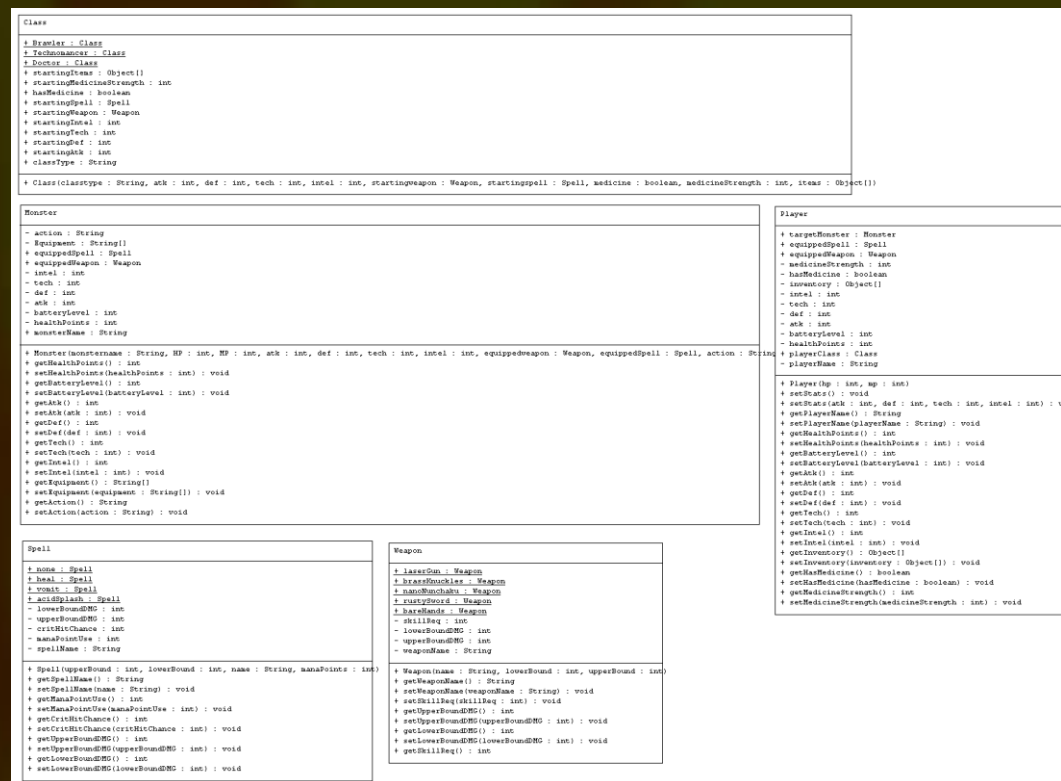 Class
+ Brawler : Class
+ Technomancer : Class
+ Doctor : Class
+ startingItems : Object[]
+ startingMedicineStrength : int
+ hasMedicine : boolean
+ startingSpell : Spell
+ startingWeapon : Weapon
+ startingIntel : int
+ startingTech : int
+ startingDef : int
+ startingAtk : int
+ classType : String
+ Class(classtype : String, atk : int, def : int, tech : int, intel : int, startingweapon : Weapon, startingspell : Spell, medicine : boolean, medicineStrength : int, items : Object[])
Monster
- action : String
- Equipment : String[]
+ equippedSpell : Spell
+ equippedWeapon : Weapon
- intel : int
- tech : int
- def : int
- atk : int
- batteryLevel : int
- healthPoints : int
+ monsterName : String
+ Monster(monstername : String, HP : int, MP : int, atk : int, def : int, tech : int, intel : int, equippedweapon : Weapon, equippedSpell : Spell, action : String
+ getHealthPoints() : int
+ setHealthPoints(healthPoints : int) : void
+ getBatteryLevel() : int
+ setBatteryLevel(batteryLevel : int) : void
+ getAtk() : int
+ setAtk(atk : int) : void
+ getDef() : int
+ setDef(def : int) : void
+ getTech() : int
+ setTech(tech : int) : void
+ getIntel() : int
+ setIntel(intel : int) : void
+ getEquipment() : String[]
+ setEquipment(equipment : String[]) : void
+ getAction() : String
+ setAction(action : String) : void
Player
+ targetMonster : Monster
+ equippedSpell : Spell
+ equippedWeapon : Weapon
- medicineStrength : int
- hasMedicine : boolean
- inventory : Object[]
- intel : int
- tech : int
- def : int
- atk : int
- batteryLevel : int
- healthPoints : int
+ playerClass : Class
- playerName : String
+ Player(hp : int, mp : int)
+ setStats() : void
+ setStats(atk : int, def : int, tech : int, intel : int) : v
+ getPlayerName() : String
+ setPlayerName(playerName : String) : void
+ getHealthPoints() : int
+ setHealthPoints(healthPoints : int) : void
+ getBatteryLevel() : int
+ setBatteryLevel(batteryLevel : int) : void
+ getAtk() : int
+ setAtk(atk : int) : void
+ getDef() : int
+ setDef(def : int) : void
+ getTech() : int
+ setTech(tech : int) : void
+ getIntel() : int
+ setIntel(intel : int) : void
+ getInventory() : Object[]
+ setInventory(inventory : Object[]) : void
+ getHasMedicine() : boolean
+ setHasMedicine(hasMedicine : boolean) : void
+ getMedicineStrength() : int
+ setMedicineStrength(medicineStrength : int) : void
Spell
+ none : Spell
+ heal : Spell
+ vomit : Spell
+ acidSplash : Spell
- lowerBoundDMG : int
- upperBoundDMG : int
- critHitChance : int
- manaPointUse : int
- spellName : String
+ Spell(upperBound : int, lowerBound : int, name : String, manaPoints : int)
+ getSpellName() : String
+ setSpellName(name : String) : void
+ getManaPointUse() : int
+ setManaPointUse(manaPointUse : int) : void
+ getCritHitChance() : int
+ setCritHitChance(critHitChance : int) : void
+ getUpperBoundDMG() : int
+ setUpperBoundDMG(upperBoundDMG : int) : void
+ getLowerBoundDMG() : int
+ setLowerBoundDMG(lowerBoundDMG : int) : void
Weapon
+ laserGun : Weapon
+ brassKnuckles : Weapon
+ nanoNunchaku : Weapon
+ rustySword : Weapon
+ bareHands : Weapon
- skillReq : int
- lowerBoundDMG : int
- upperBoundDMG : int
- weaponName : String
+ Weapon(name : String, lowerBound : int, upperBound : int)
+ getWeaponName() : String
+ setWeaponName(weaponName : String) : void
+ setSkillReq(skillReq : int) : void
+ getUpperBoundDMG() : int
+ setUpperBoundDMG(upperBoundDMG : int) : void
+ getLowerBoundDMG() : int
+ setLowerBoundDMG(lowerBoundDMG : int) : void
+ getSkillReq() : int